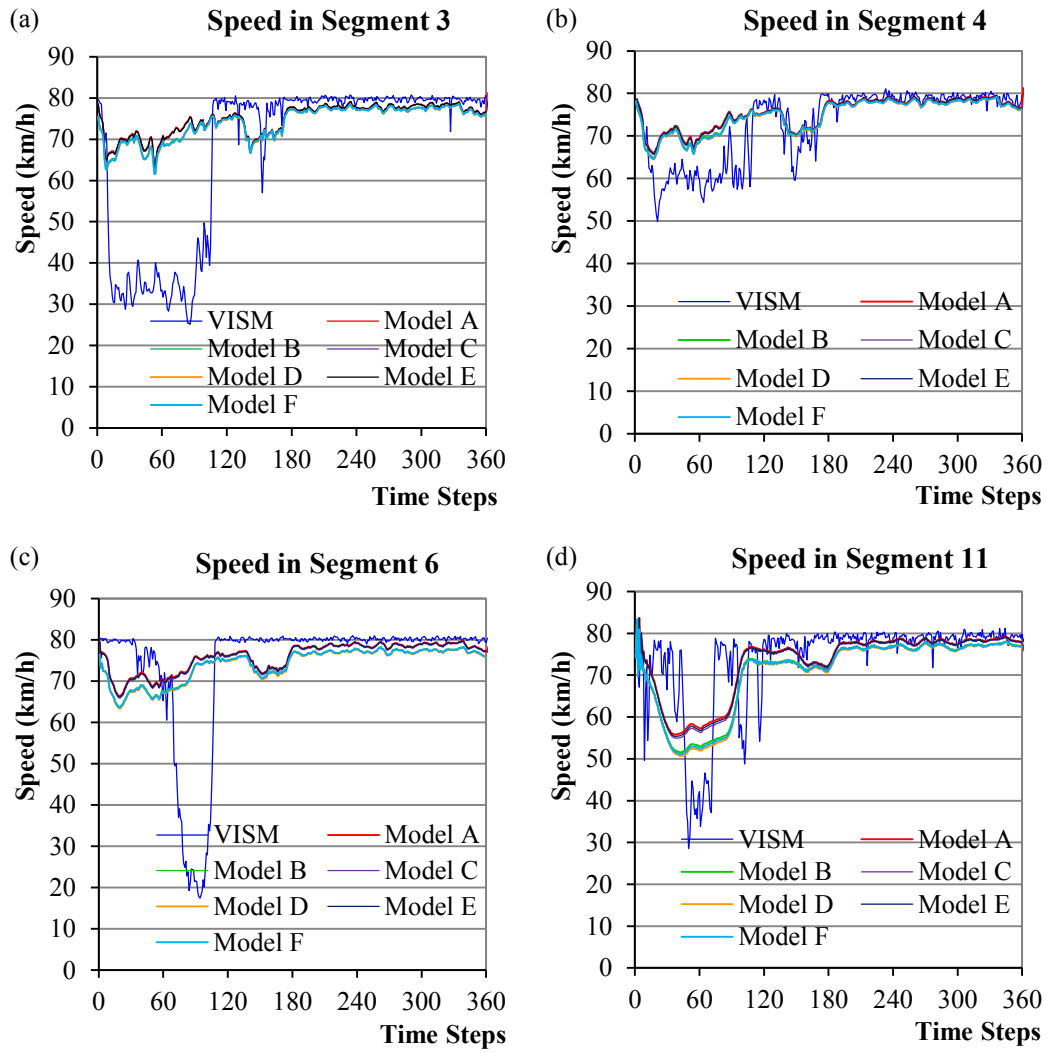 (a)
Speed in Segment 3
90
80
70
60
50
40
30
20
10
0
Speed (km/h)
VISM Model A
Model B Model C
Model D Model E
Model F
0 60 120 180 240 300 360
Time Steps
(b)
Speed in Segment 4
90
80
70
60
50
40
30
20
10
0
Speed (km/h)
VISM Model A
Model B Model C
Model D Model E
Model F
0 60 120 180 240 300 360
Time Steps
(c)
Speed in Segment 6
90
80
70
60
50
40
30
20
10
0
Speed (km/h)
VISM Model A
Model B Model C
Model D Model E
Model F
0 60 120 180 240 300 360
Time Steps
(d)
Speed in Segment 11
90
80
70
60
50
40
30
20
10
0
Speed (km/h)
VISM Model A
Model B Model C
Model D Model E
Model F
0 60 120 180 240 300 360
Time Steps